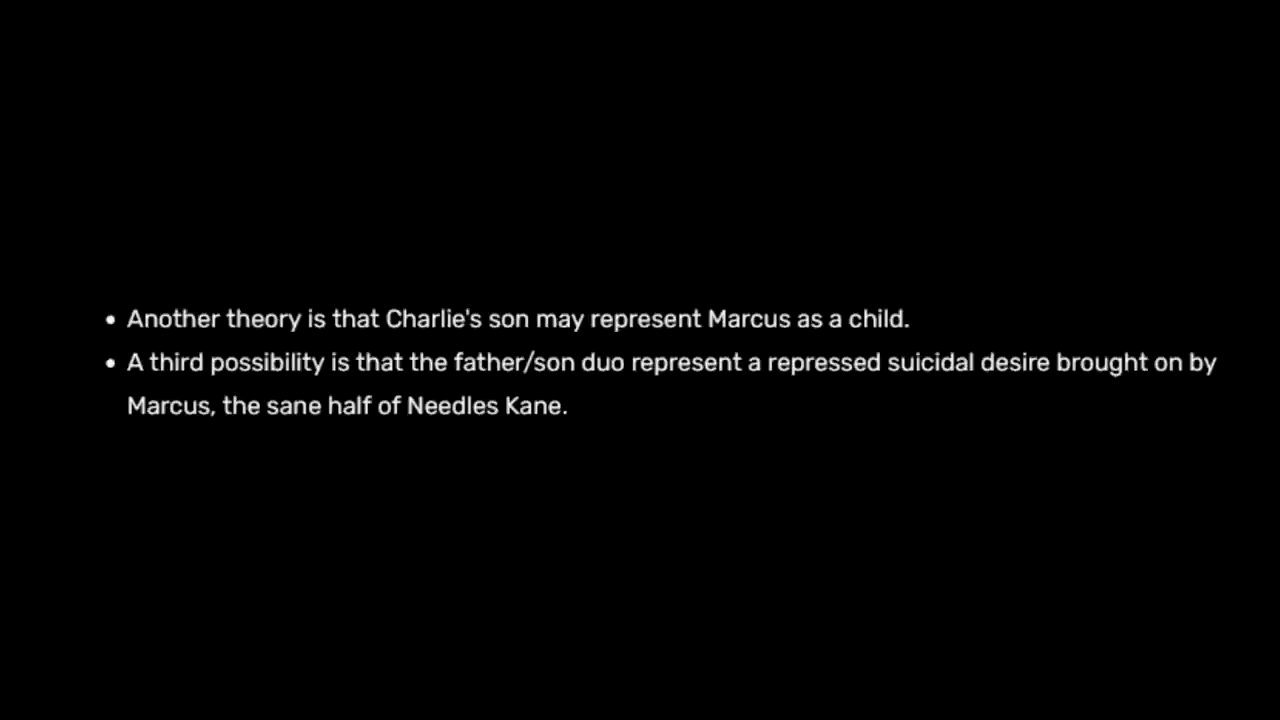 • Another theory is that Charlie's son may represent Marcus as a child.
• A third possibility is that the father/son duo represent a repressed suicidal desire brought on by
Marcus, the sane half of Needles Kane.